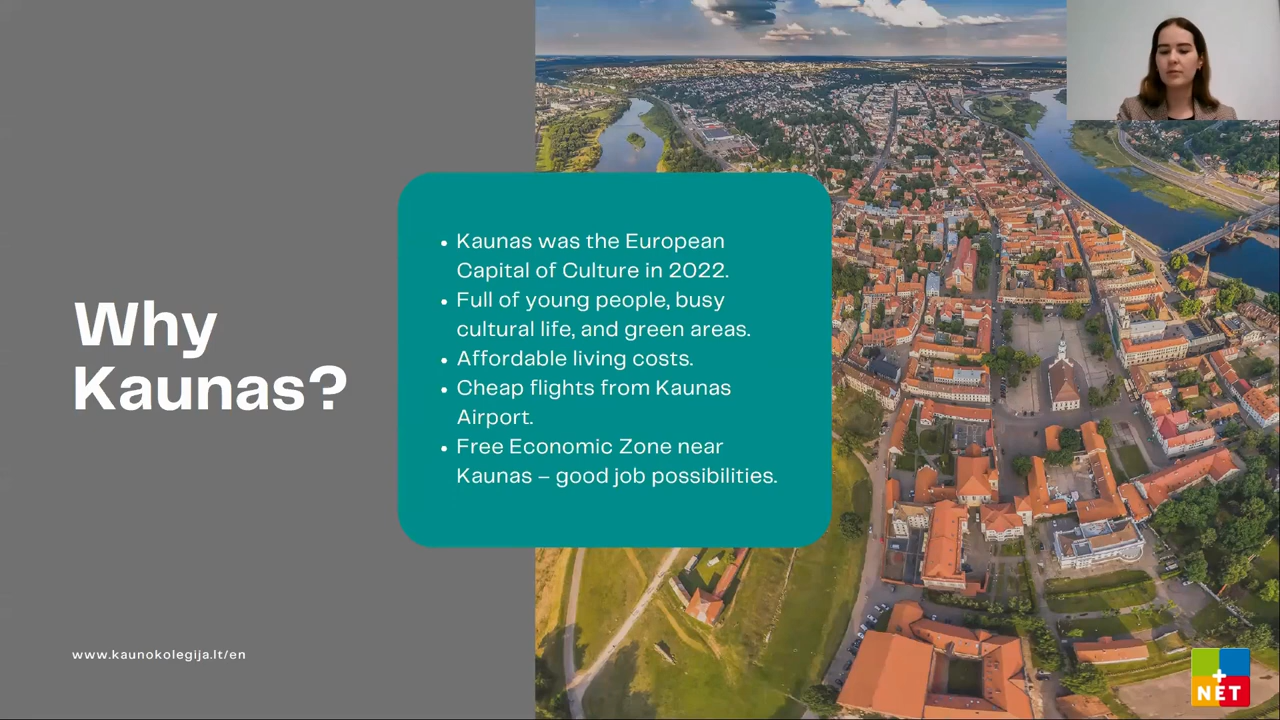 Why
Kaunas?
• Kaunas was the European
Capital of Culture in 2022.
• Full of young people, busy
cultural life, and green areas.
• Affordable living costs.
• Cheap flights from Kaunas
Airport.
• Free Economic Zone near
Kaunas – good job possibilities.
www.kaunokolegija.lt/en
+
NET